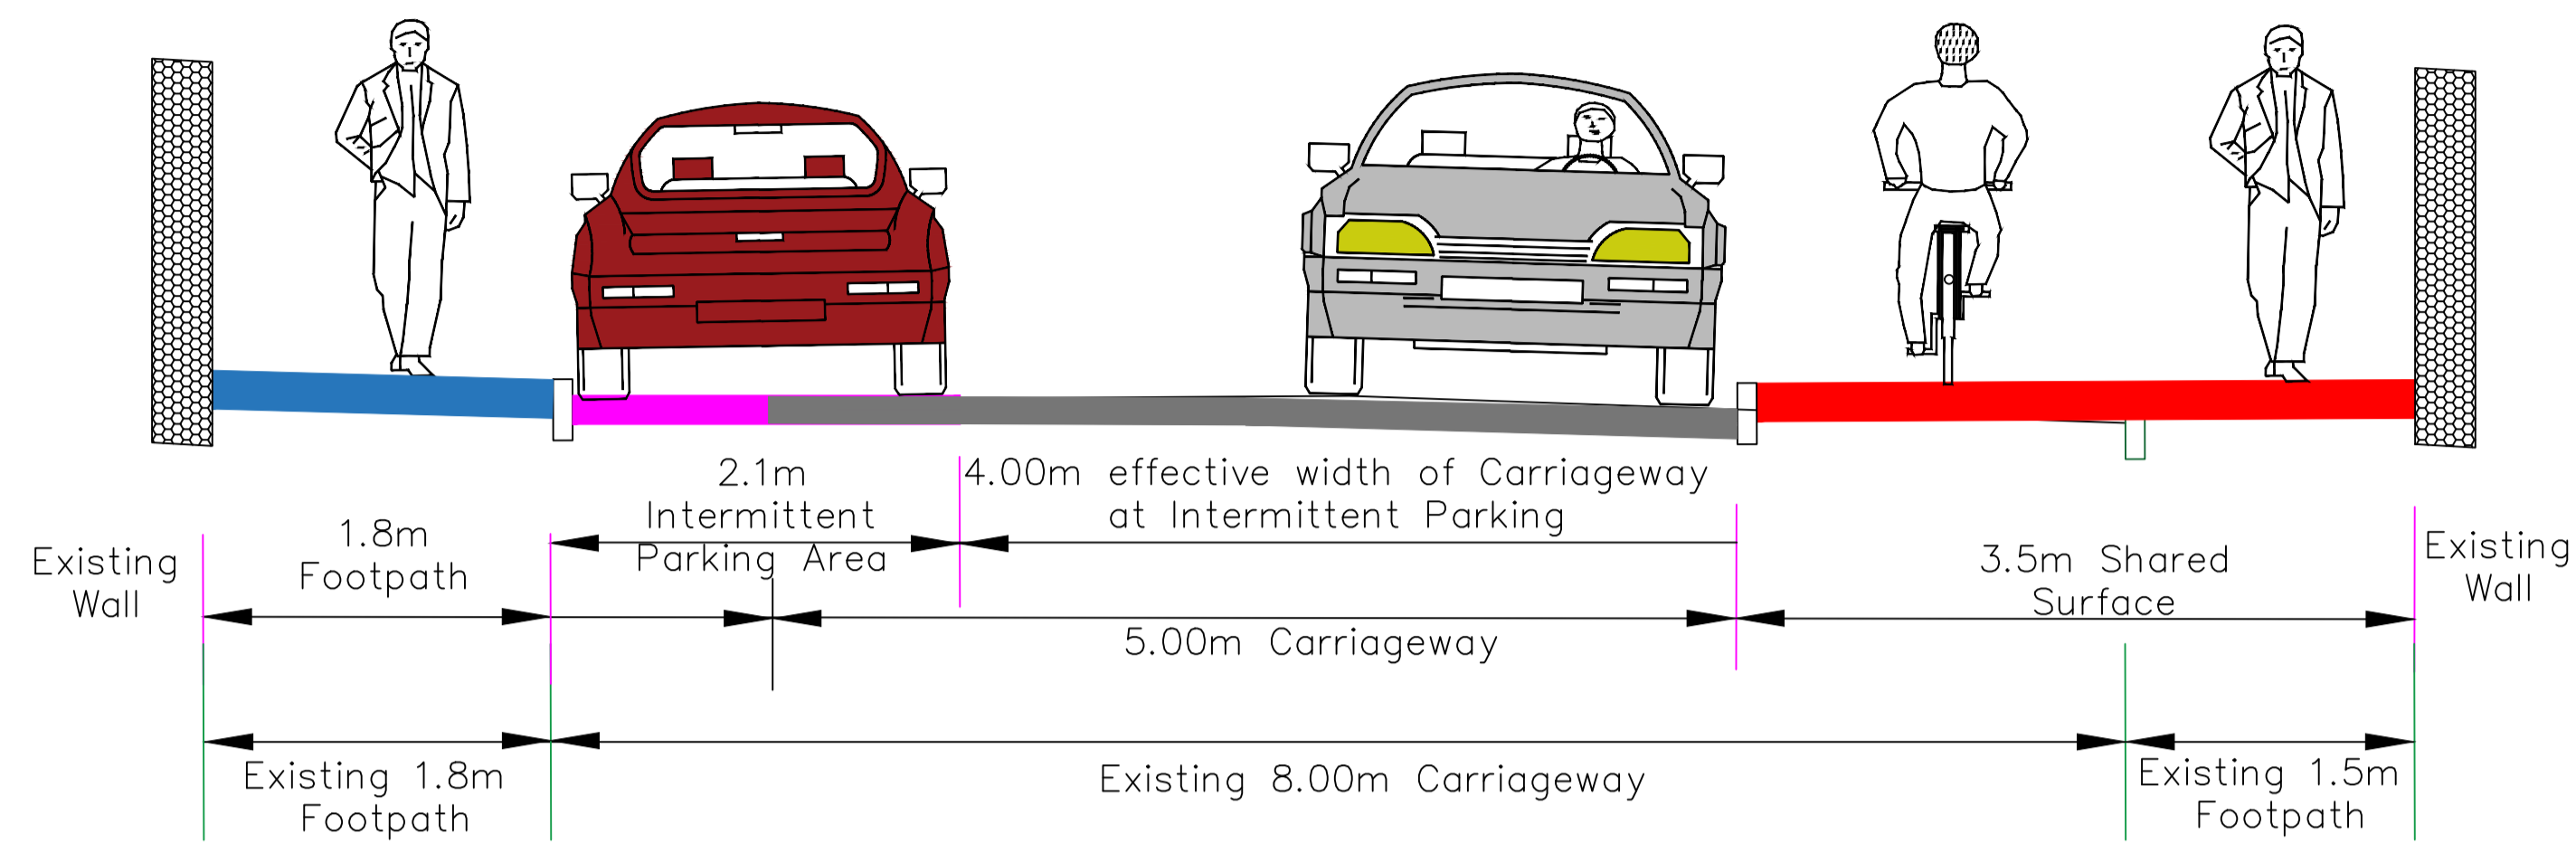 2.1m
Intermittent
Parking Area
4.00m effective width of Carriageway
at Intermittent Parking
Existing
Wall
1.8m
Footpath
3.5m Shared
Surface
Existing
Wall
5.00m Carriageway
Existing 1.8m
Footpath
Existing 8.00m Carriageway
Existing 1.5m
Footpath